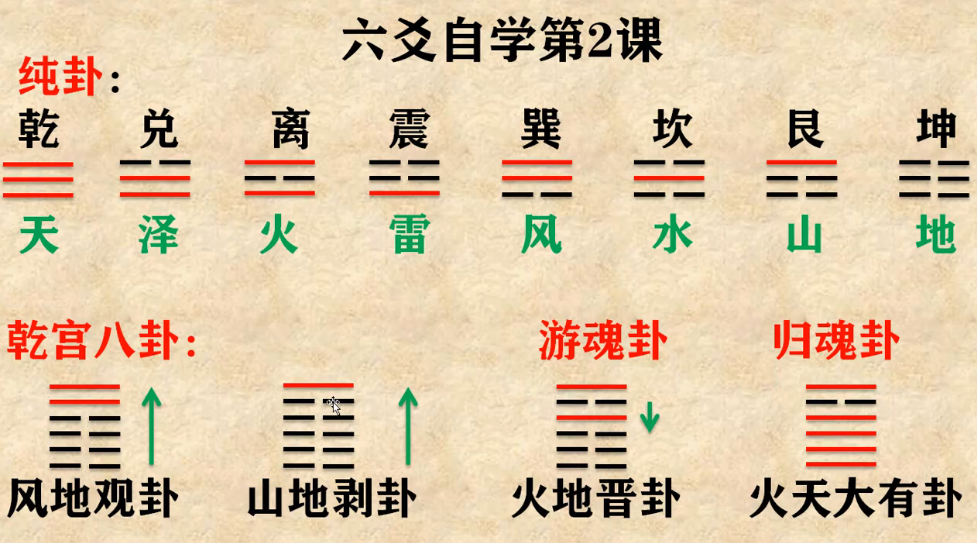 六爻自学第2课
纯卦：
乾 兑 离 震 巽 坎 艮 坤
天 泽 火 雷 风 水 山 地
乾宫八卦： 游魂卦 归魂卦
风地观卦 山地剥卦 火地晋卦 火天大有卦